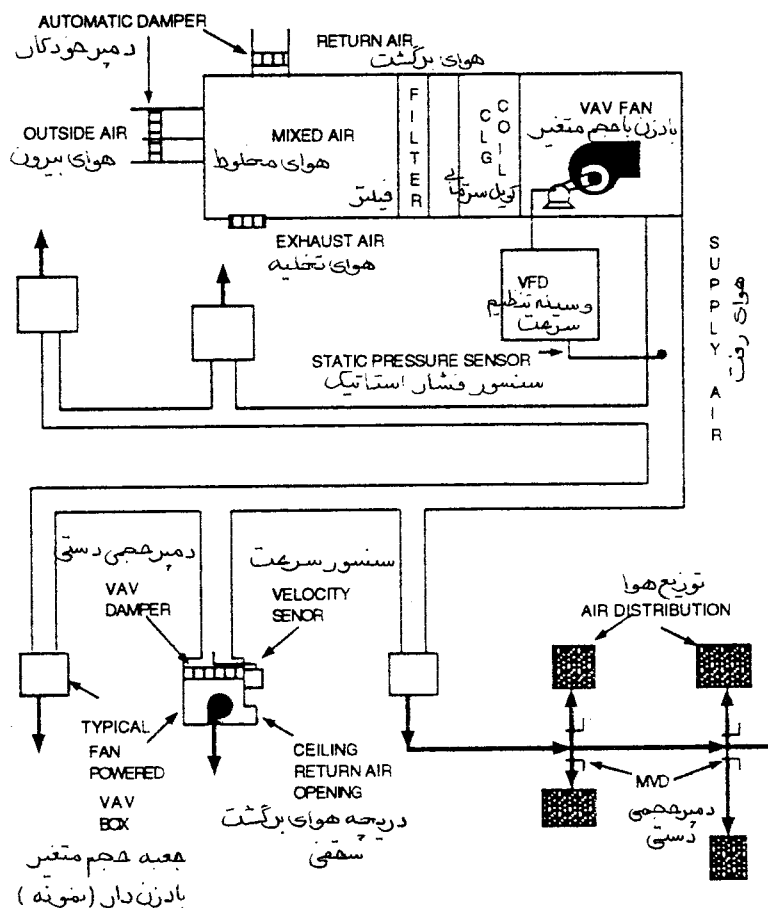 AUTOMATIC DAMPER
دمپر خودکار
RETURN AIR
هوای برگشت
OUTSIDE AIR
هوای بیرون
MIXED AIR
هوای مخلوط
FILTER
فیلتر
CLG COIL
کویل سرمایی
VAV FAN
بادزن با حجم متغیر
EXHAUST AIR
هوای تخلیه
VFD
وسیله تنظیم
سرعت
STATIC PRESSURE SENSOR
سنسور فشار استاتیک
SUPPLY AIR
هوای رفت
دمپر حجمی دستی
VAV
DAMPER
سنسور سرعت
VELOCITY
SENOR
توزیع هوا
AIR DISTRIBUTION
TYPICAL
FAN
POWERED
VAV
BOX
جعبه حجم متغیر
بادزن دار (نمونه)
CEILING
RETURN AIR
OPENING
دریچه هوای برگشت
سقفی
MVD
دمپر حجمی
دستی